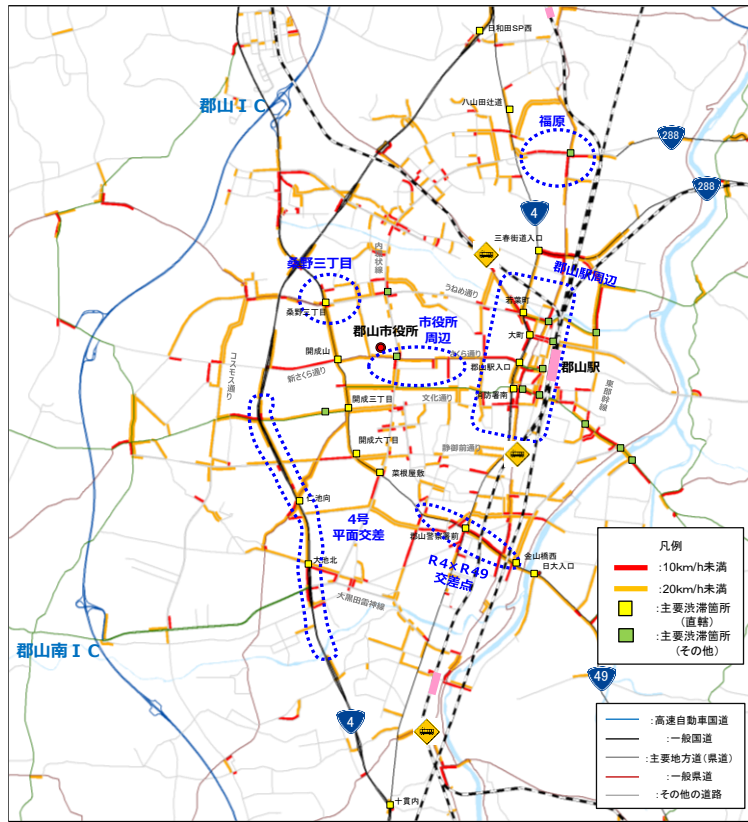 日和田SP西
郡山ＩＣ
八山田辻道
福原
288
288
4
三春街道入口
郡山駅周辺
桑野三丁目
うねめ通り
若葉町
桑野三丁目
郡山市役所
市役所
周辺
大町
さくら通り
開成山
郡山駅入口
郡山駅
コスモス通り
新さくら通り
文化通り
消防署南
東部幹線
開成三丁目
開成六丁目
静御前通り
菜根屋敷
4号
平面交差
郡山警察署前
R４×R４９
交差点
金山橋西
日大入口
大池北
大黒田雷神線
郡山南ＩＣ
49
4
十貫内
凡例
:10km/h未満
:20km/h未満
:主要渋滞箇所
(直轄)
:主要渋滞箇所
(その他)
:高速自動車国道
:一般国道
:主要地方道(県道)
:一般県道
:その他の道路